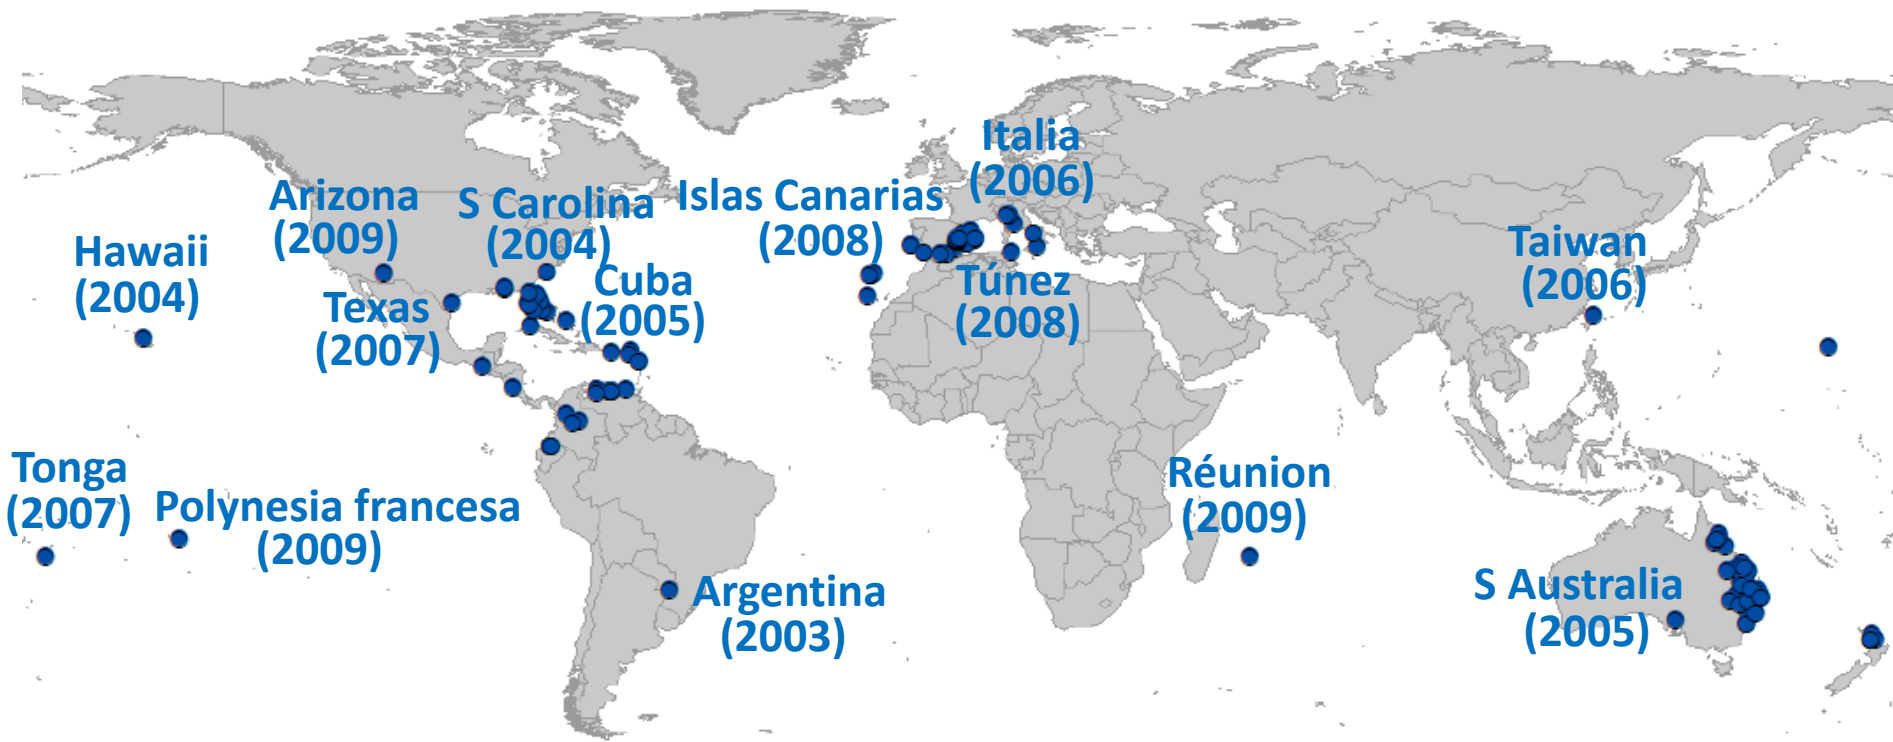 Italia
(2006)
Arizona
(2009)
S Carolina
(2004)
Islas Canarias
(2008)
Hawaii
(2004)
Taiwan
(2006)
Texas
(2007)
Cuba
(2005)
Túnez
(2008)
Tonga
(2007)
Polynesia francesa
(2009)
Réunion
(2009)
Argentina
(2003)
S Australia
(2005)